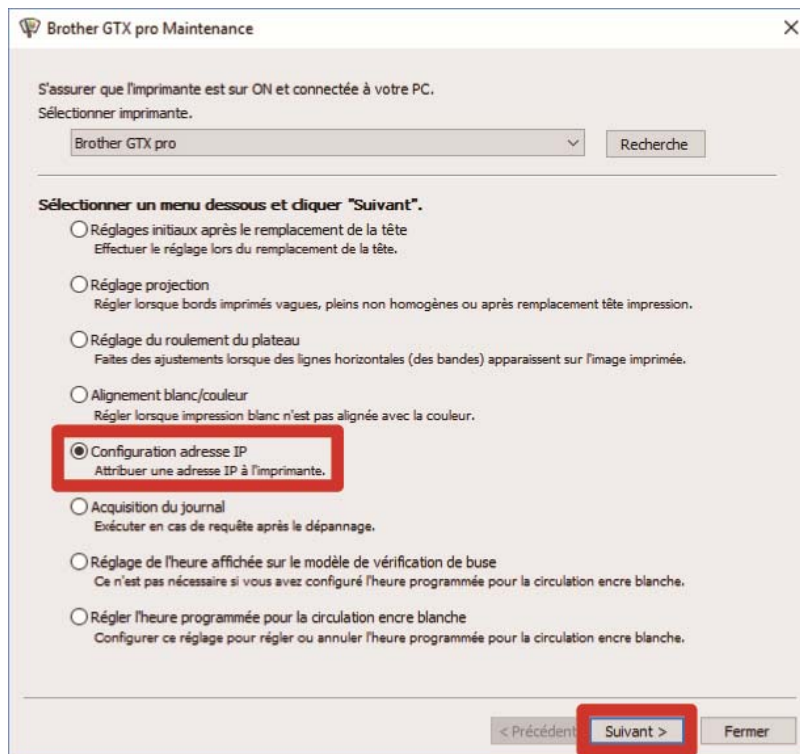 Brother GTX pro Maintenance
S'assurer que l'imprimante est sur ON et connectée à votre PC.
Sélectionner imprimante.
Brother GTX pro
Recherche
Sélectionner un menu dessous et cliquer "Suivant".
Réglages initiaux après le remplacement de la tête
Effectuer le réglage lors du remplacement de la tête.
Réglage projection
Régler lorsque bords imprimés vagues, pleins non homogènes ou après remplacement tête impression.
Réglage du roulement du plateau
Faites des ajustements lorsque des lignes horizontales (des bandes) apparaissent sur l'image imprimée.
Alignement blanc/couleur
Régler lorsque impression blanc n'est pas alignée avec la couleur.
Configuration adresse IP
Attribuer une adresse IP à l'imprimante.
Acquisition du journal
Exécuter en cas de requête après le dépannage.
Réglage de l'heure affichée sur le modèle de vérification de buse
Ce n'est pas nécessaire si vous avez configuré l'heure programmée pour la circulation encre blanche.
Régler l'heure programmée pour la circulation encre blanche
Configurer ce réglage pour régler ou annuler l'heure programmée pour la circulation encre blanche.
< Précédent
Suivant >
Fermer